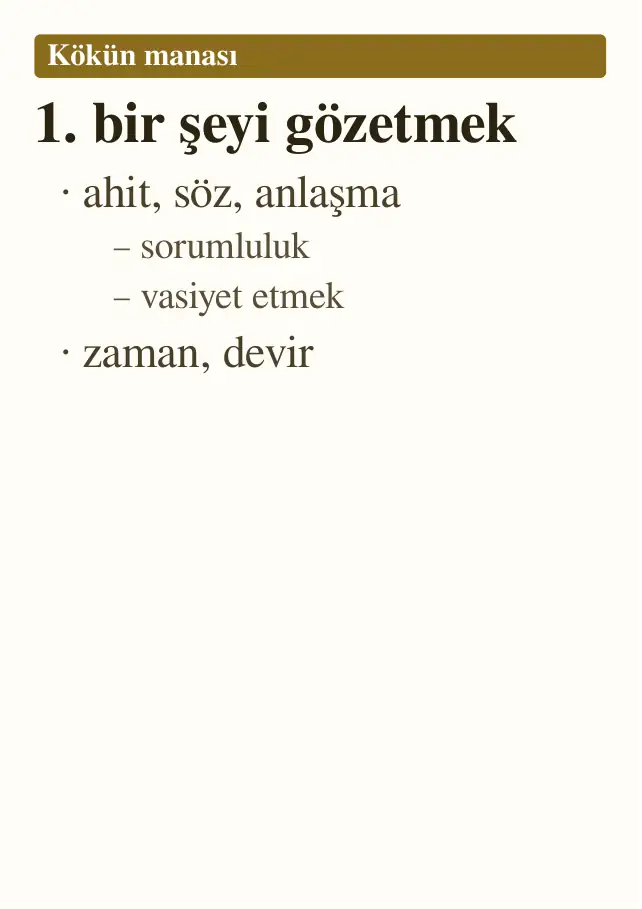 Kökün manası
1. bir şeyi gözetmek
· ahit, söz, anlaşma
– sorumluluk
– vasiyet etmek
· zaman, devir